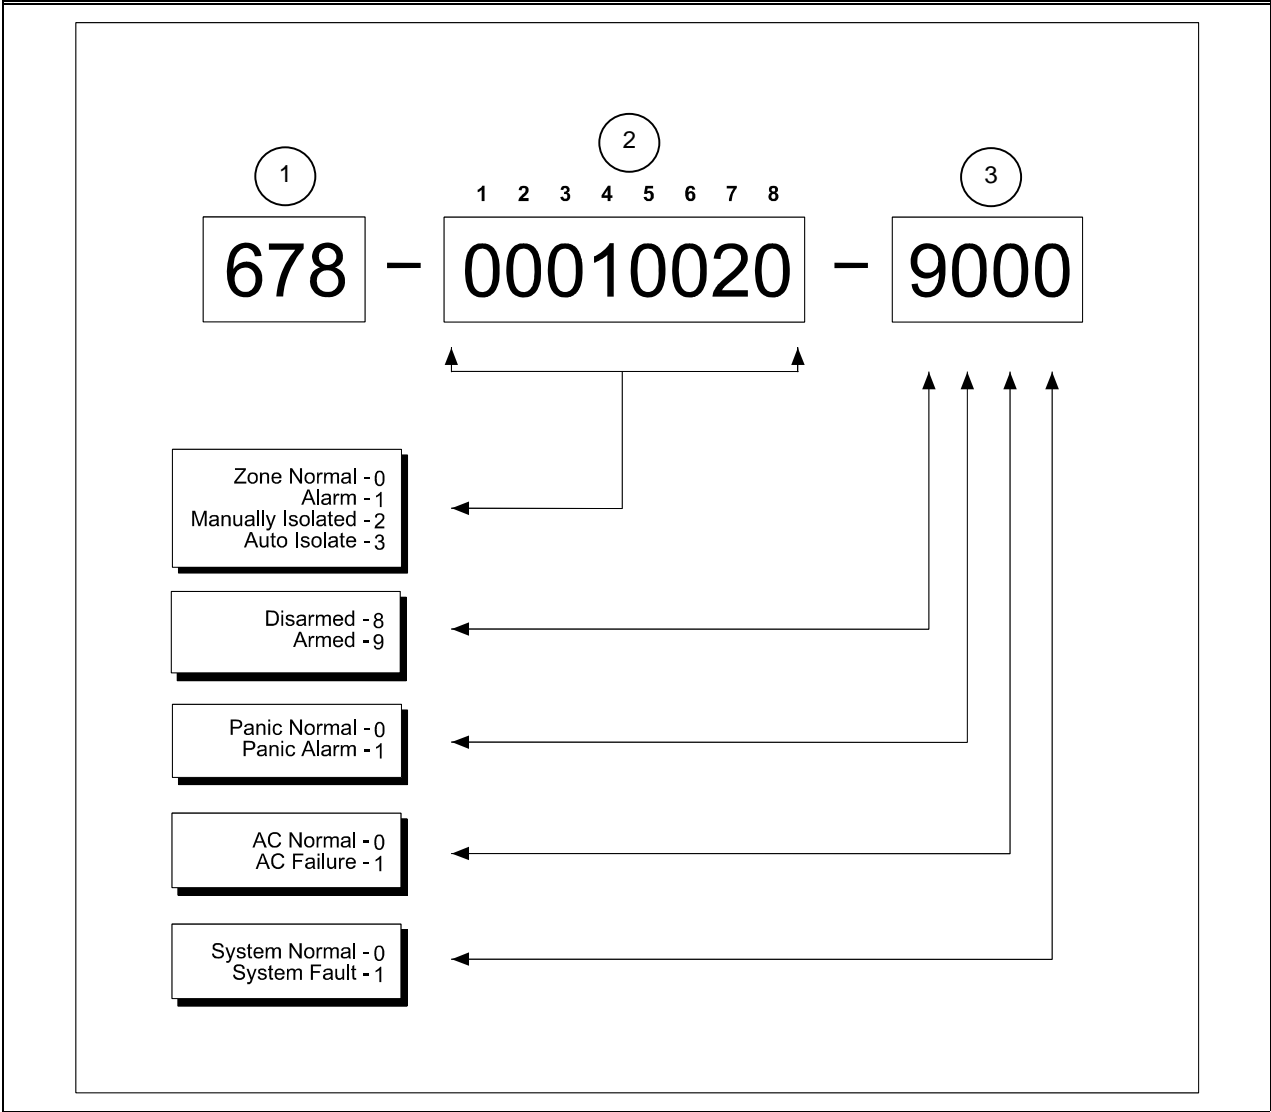 2
1
3
1 2 3 4 5 6 7 8
678 – 00010020 – 9000
Zone Normal - 0
Alarm - 1
Manually Isolated - 2
Auto Isolate - 3
Disarmed - 8
Armed - 9
Panic Normal - 0
Panic Alarm - 1
AC Normal - 0
AC Failure - 1
System Normal - 0
System Fault - 1